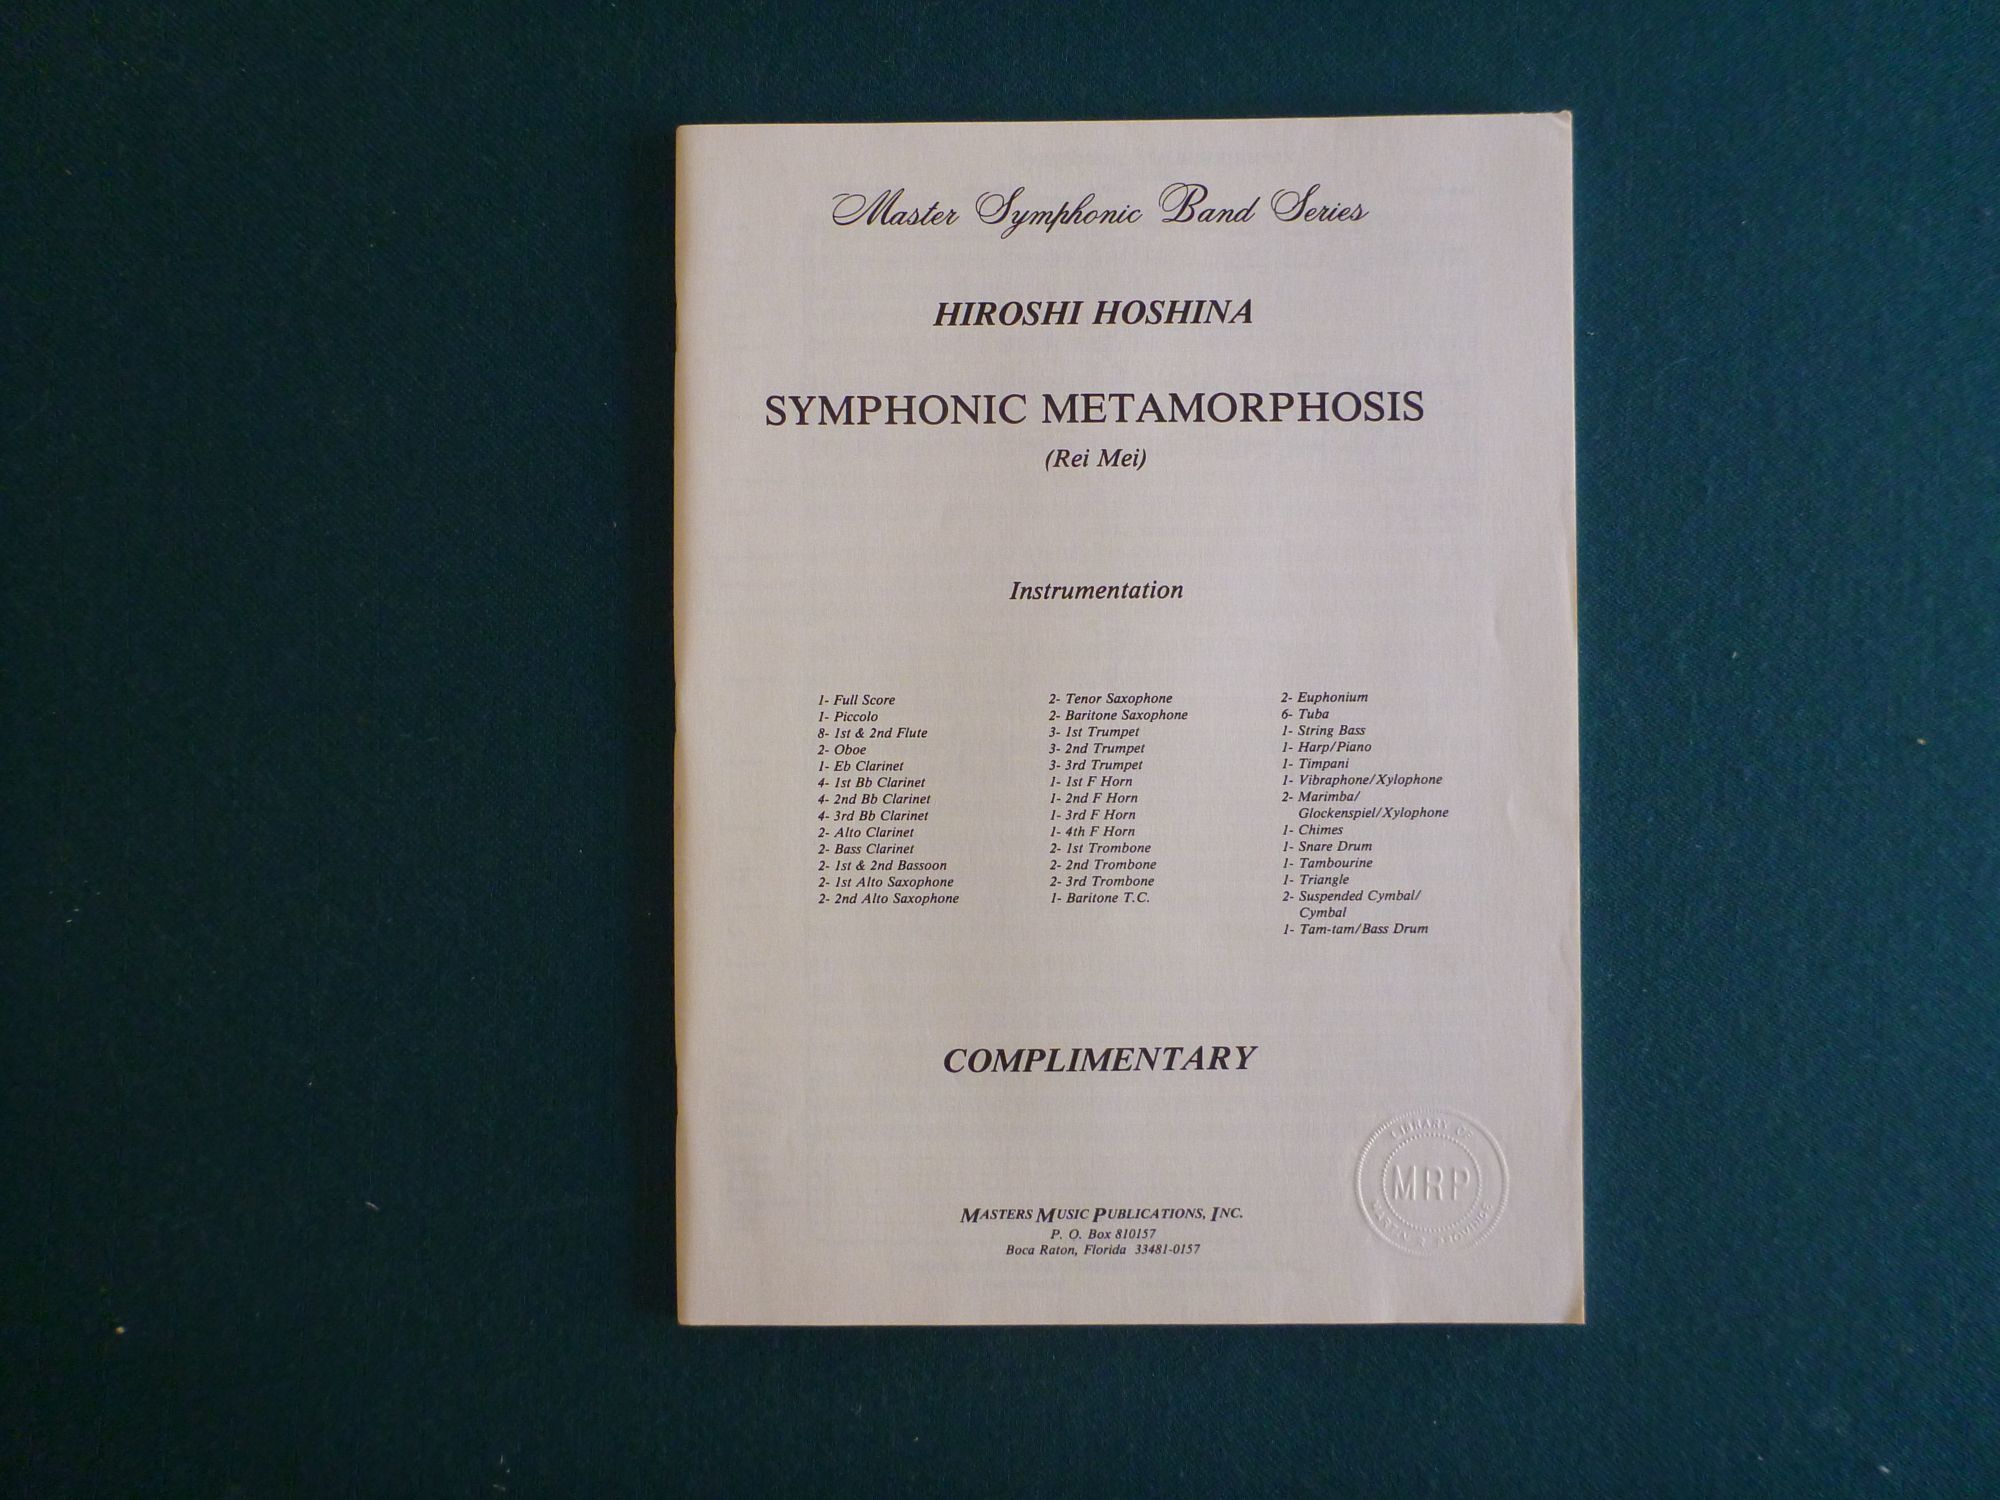 Master Symphonic Band Series
HIROSHI HOSHINA
SYMPHONIC METAMORPHOSIS
(Rei Mei)
Instrumentation
1- Full Score
1- Piccolo
8- 1st & 2nd Flute
2- Oboe
1- Eb Clarinet
4- 1st Bb Clarinet
4- 2nd Bb Clarinet
4- 3rd Bb Clarinet
2- Alto Clarinet
2- Bass Clarinet
2- 1st & 2nd Bassoon
2- 1st Alto Saxophone
2- 2nd Alto Saxophone
2- Tenor Saxophone
2- Baritone Saxophone
3- 1st Trumpet
3- 2nd Trumpet
3- 3rd Trumpet
1- 1st F Horn
1- 2nd F Horn
1- 3rd F Horn
1- 4th F Horn
2- 1st Trombone
2- 2nd Trombone
2- 3rd Trombone
1- Baritone T.C.
2- Euphonium
6- Tuba
1- String Bass
1- Harp/Piano
1- Timpani
1- Vibraphone/Xylophone
2- Marimba/
Glockenspiel/Xylophone
1- Chimes
1- Snare Drum
1- Tambourine
1- Triangle
2- Suspended Cymbal/
Cymbal
1- Tam-tam/Bass Drum
COMPLIMENTARY
LIBRARY OF
MRP
MASTERS MUSIC PUBLICATIONS, INC.
P. O. Box 810157
Boca Raton, Florida 33481-0157